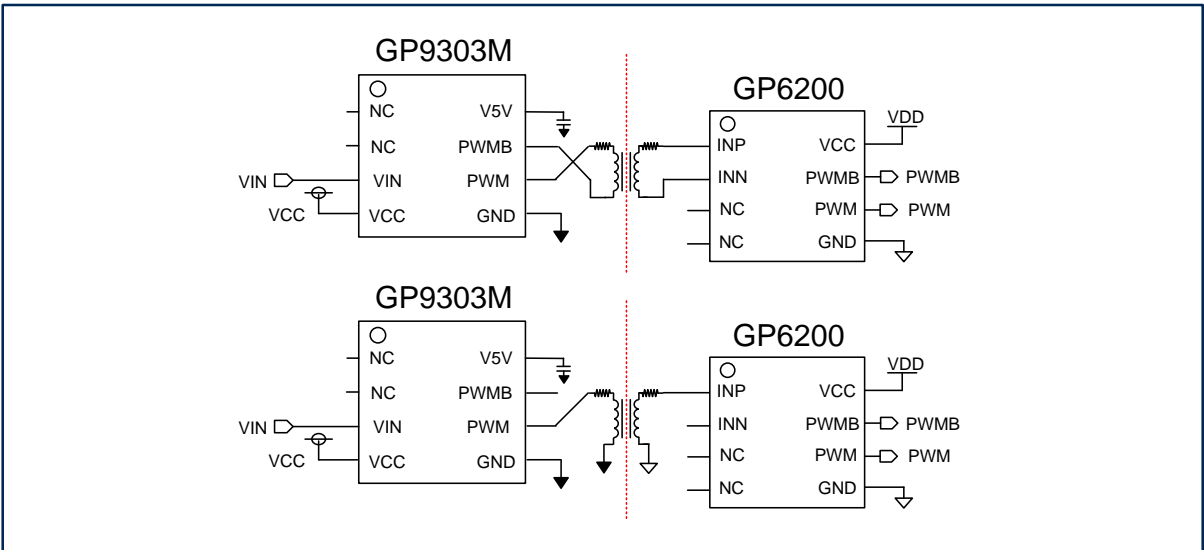 GP9303M
NC
NC
VIN
VCC
V5V
PWMB
PWM
GND
VIN
VCC
GP6200
INP
INN
NC
NC
VCC
PWMB
PWM
GND
VDD
PWMB
PWM
GP9303M
NC
NC
VIN
VCC
V5V
PWMB
PWM
GND
VIN
VCC
GP6200
INP
INN
NC
NC
VCC
PWMB
PWM
GND
VDD
PWMB
PWM